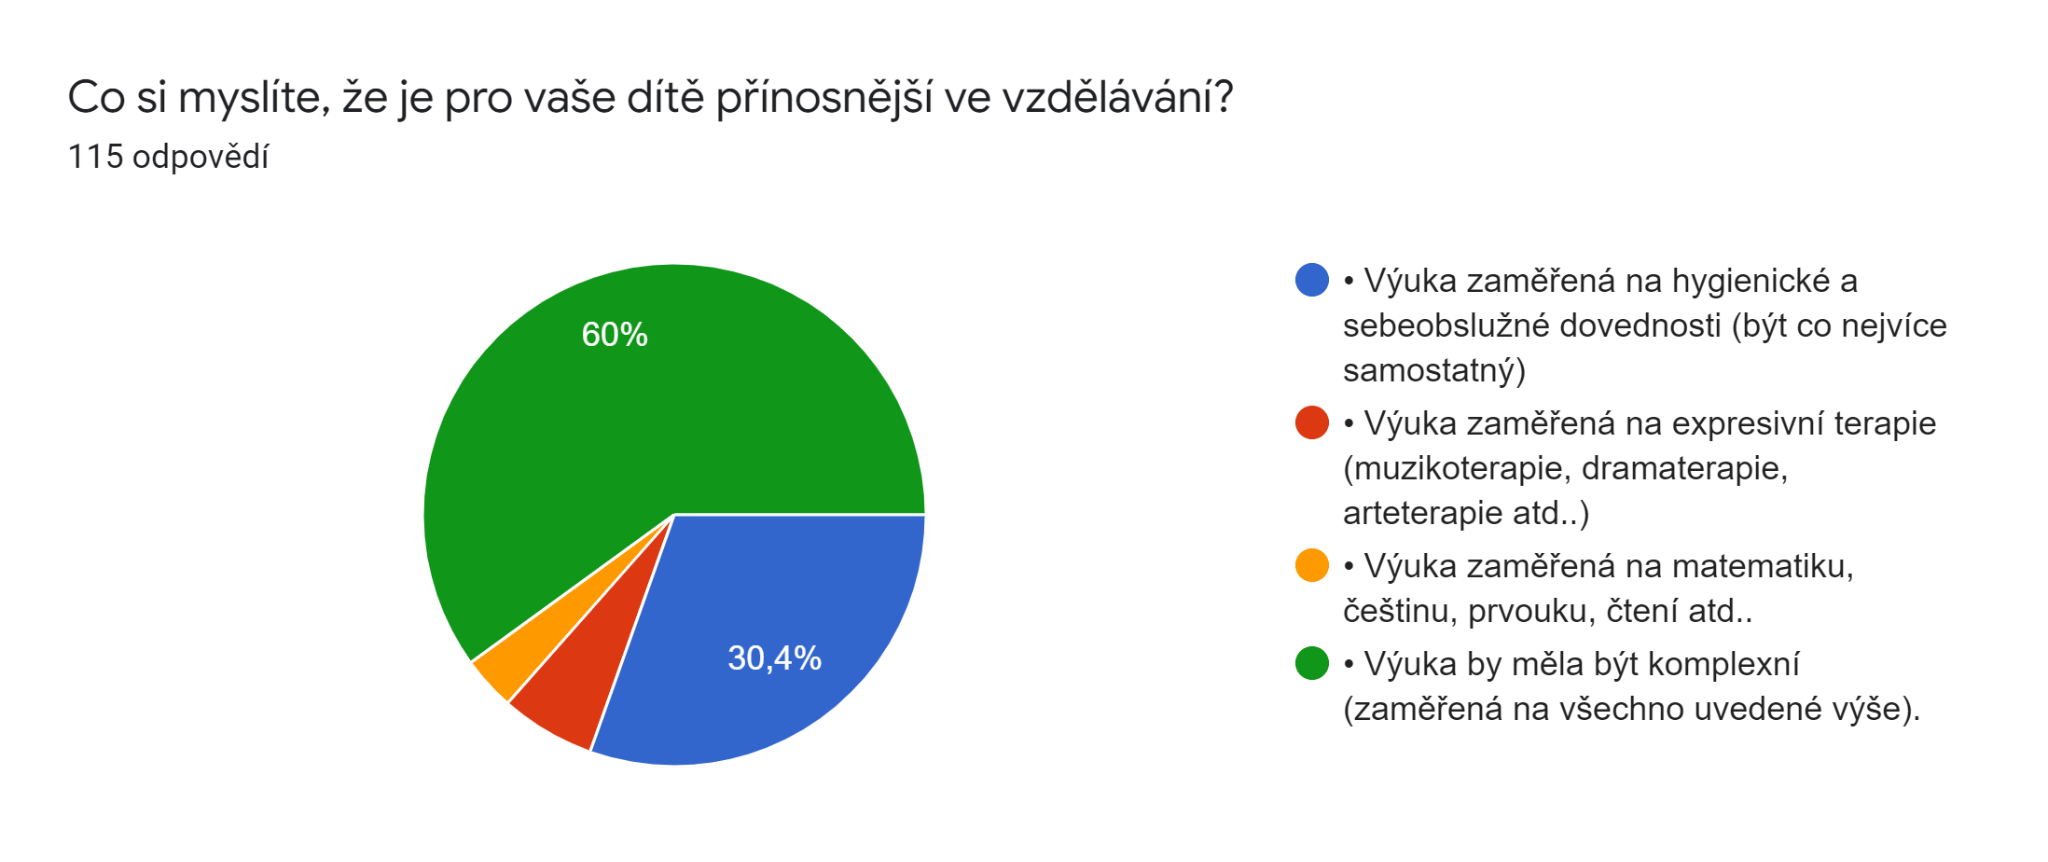 Co si myslíte, že je pro vaše dítě přínosnější ve vzdělávání?
115 odpovědí
60%
30,4%
• Výuka zaměřená na hygienické a
sebeobslužné dovednosti (být co nejvíce
samostatný)
• Výuka zaměřená na expresivní terapie
(muzikoterapie, dramaterapie,
arteterapie atd..)
• Výuka zaměřená na matematiku,
češtinu, prvouku, čtení atd..
• Výuka by měla být komplexní
(zaměřená na všechno uvedené výše).